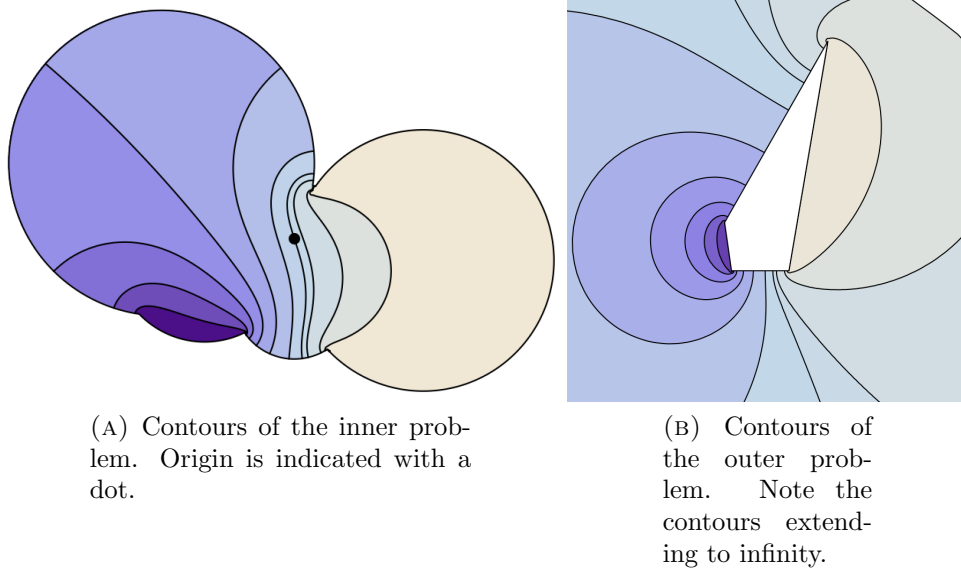 (A) Contours of the inner prob-
lem. Origin is indicated with a
dot.
(B) Contours of
the outer prob-
lem. Note the
contours extend-
ing to infinity.